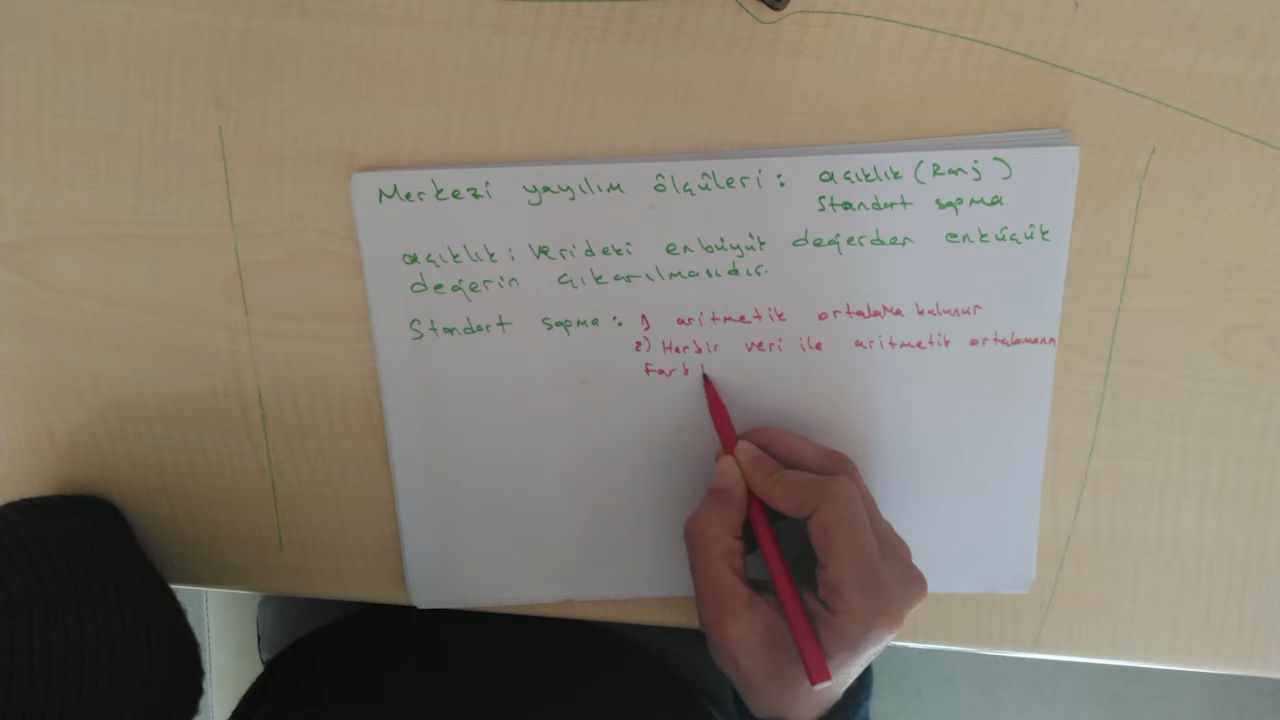 Merkezi yayılım ölçüleri: açıklık (Ranj)
Standart sapma
açıklık: Verideki enbüyük değerden enküçük
değerin çıkarılmasıdır.
Standart sapma: 1) aritmetik ortalama bulunur
2) Herbir veri ile aritmetik ortalamanın
Fark